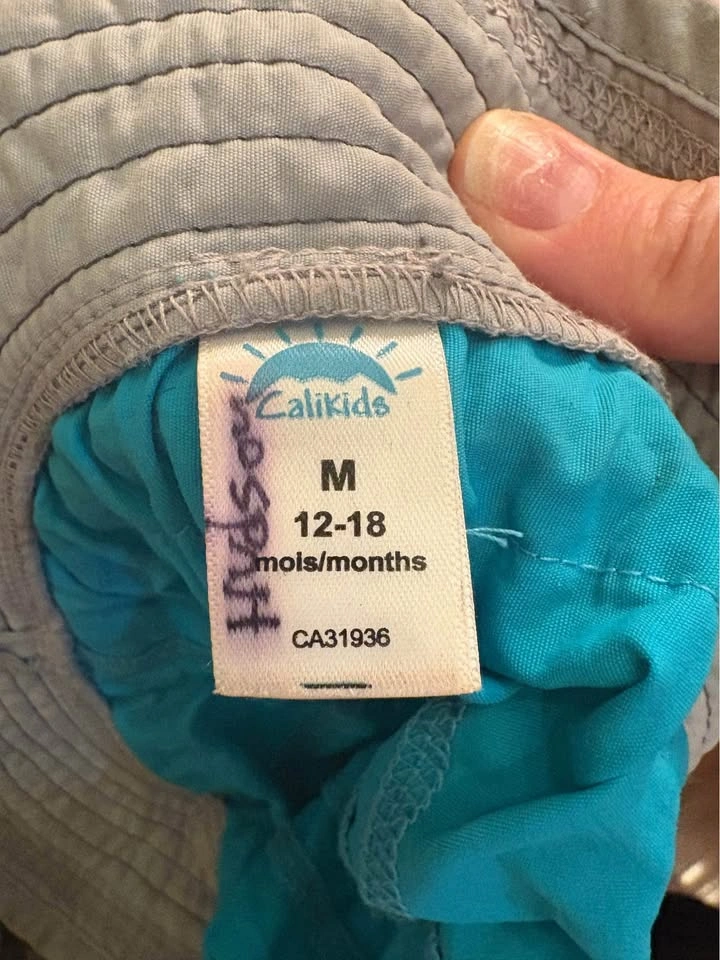 Calikids
M
12-18
mois/months
CA31936
Hudson